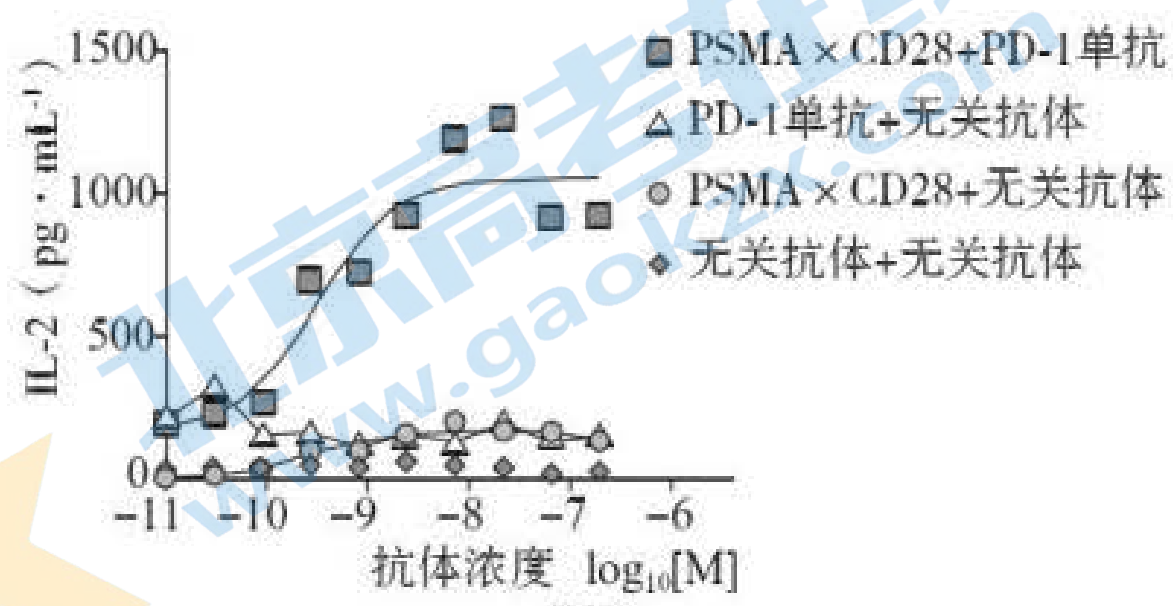 1500
1000
500
0
IL-2（pg·mL⁻¹）
-11
-10
-9
-8
-7
-6
抗体浓度 log₁₀[M]
PSMA×CD28+PD-1单抗
PD-1单抗+无关抗体
PSMA×CD28+无关抗体
无关抗体+无关抗体
北京高考在线
www.gaokzx.com